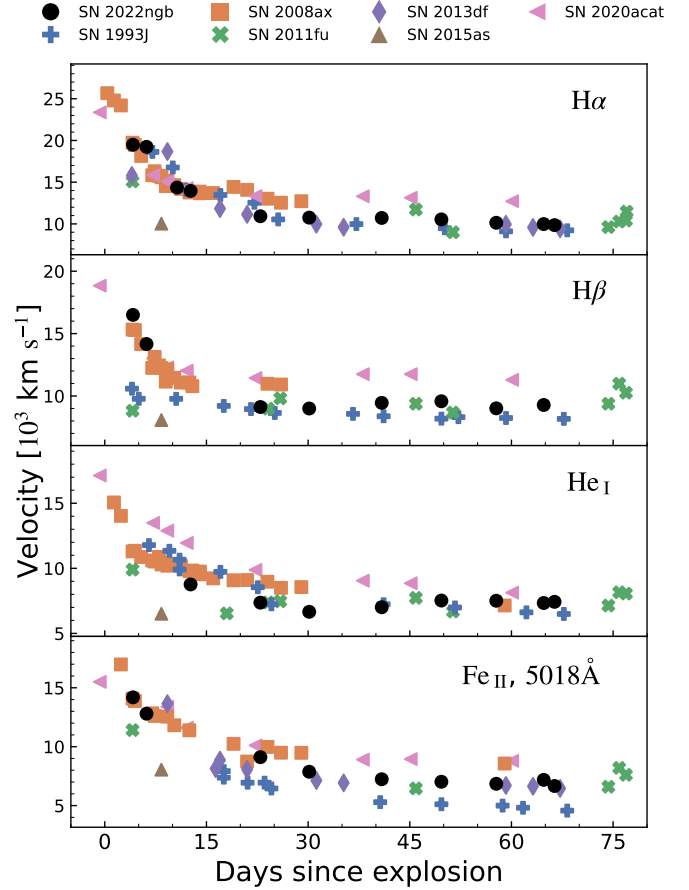 SN 2022ngb SN 2008ax SN 2013df SN 2020acat
SN 1993J SN 2011fu SN 2015as
Hα
25
20
15
10
Hβ
20
15
10
Velocity [10³ km s⁻¹]
He I
15
10
5
Fe II, 5018Å
15
10
5
0 15 30 45 60 75
Days since explosion